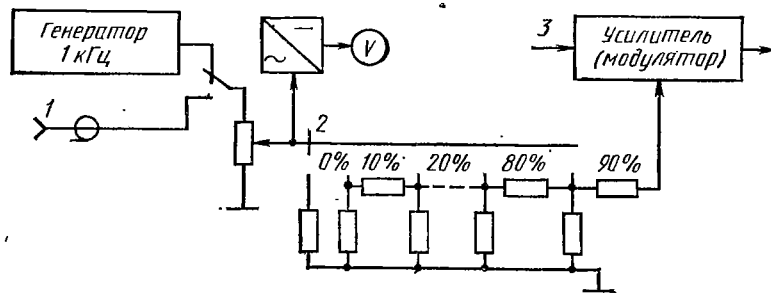 Генератор
1 кГц
V
3
Усилитель
(модулятор)
1
2
0% 10% 20% 80% 90%